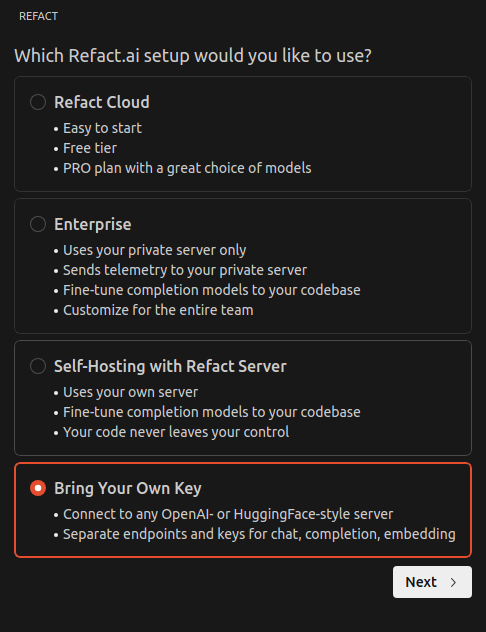 REFACT
Which Refact.ai setup would you like to use?
Refact Cloud
• Easy to start
• Free tier
• PRO plan with a great choice of models
Enterprise
• Uses your private server only
• Sends telemetry to your private server
• Fine-tune completion models to your codebase
• Customize for the entire team
Self-Hosting with Refact Server
• Uses your own server
• Fine-tune completion models to your codebase
• Your code never leaves your control
Bring Your Own Key
• Connect to any OpenAI- or HuggingFace-style server
• Separate endpoints and keys for chat, completion, embedding
Next